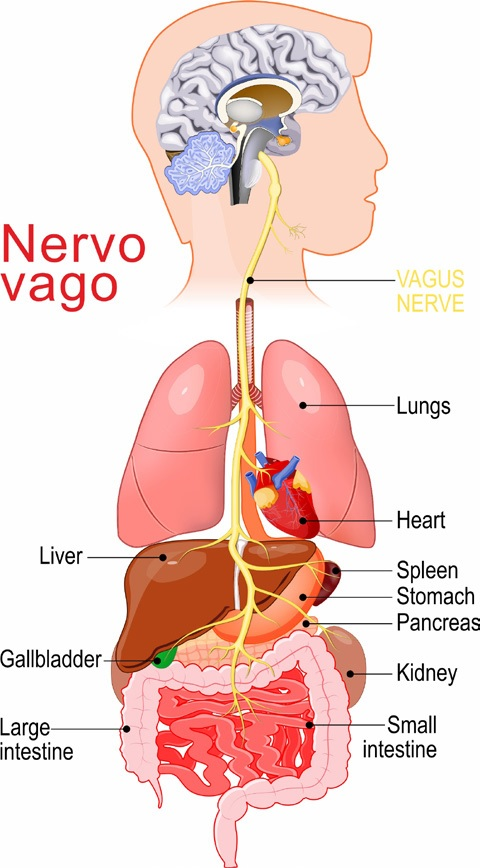 Nervo
vago
VAGUS
NERVE
Lungs
Heart
Liver
Spleen
Stomach
Pancreas
Gallbladder
Kidney
Large
intestine
Small
intestine